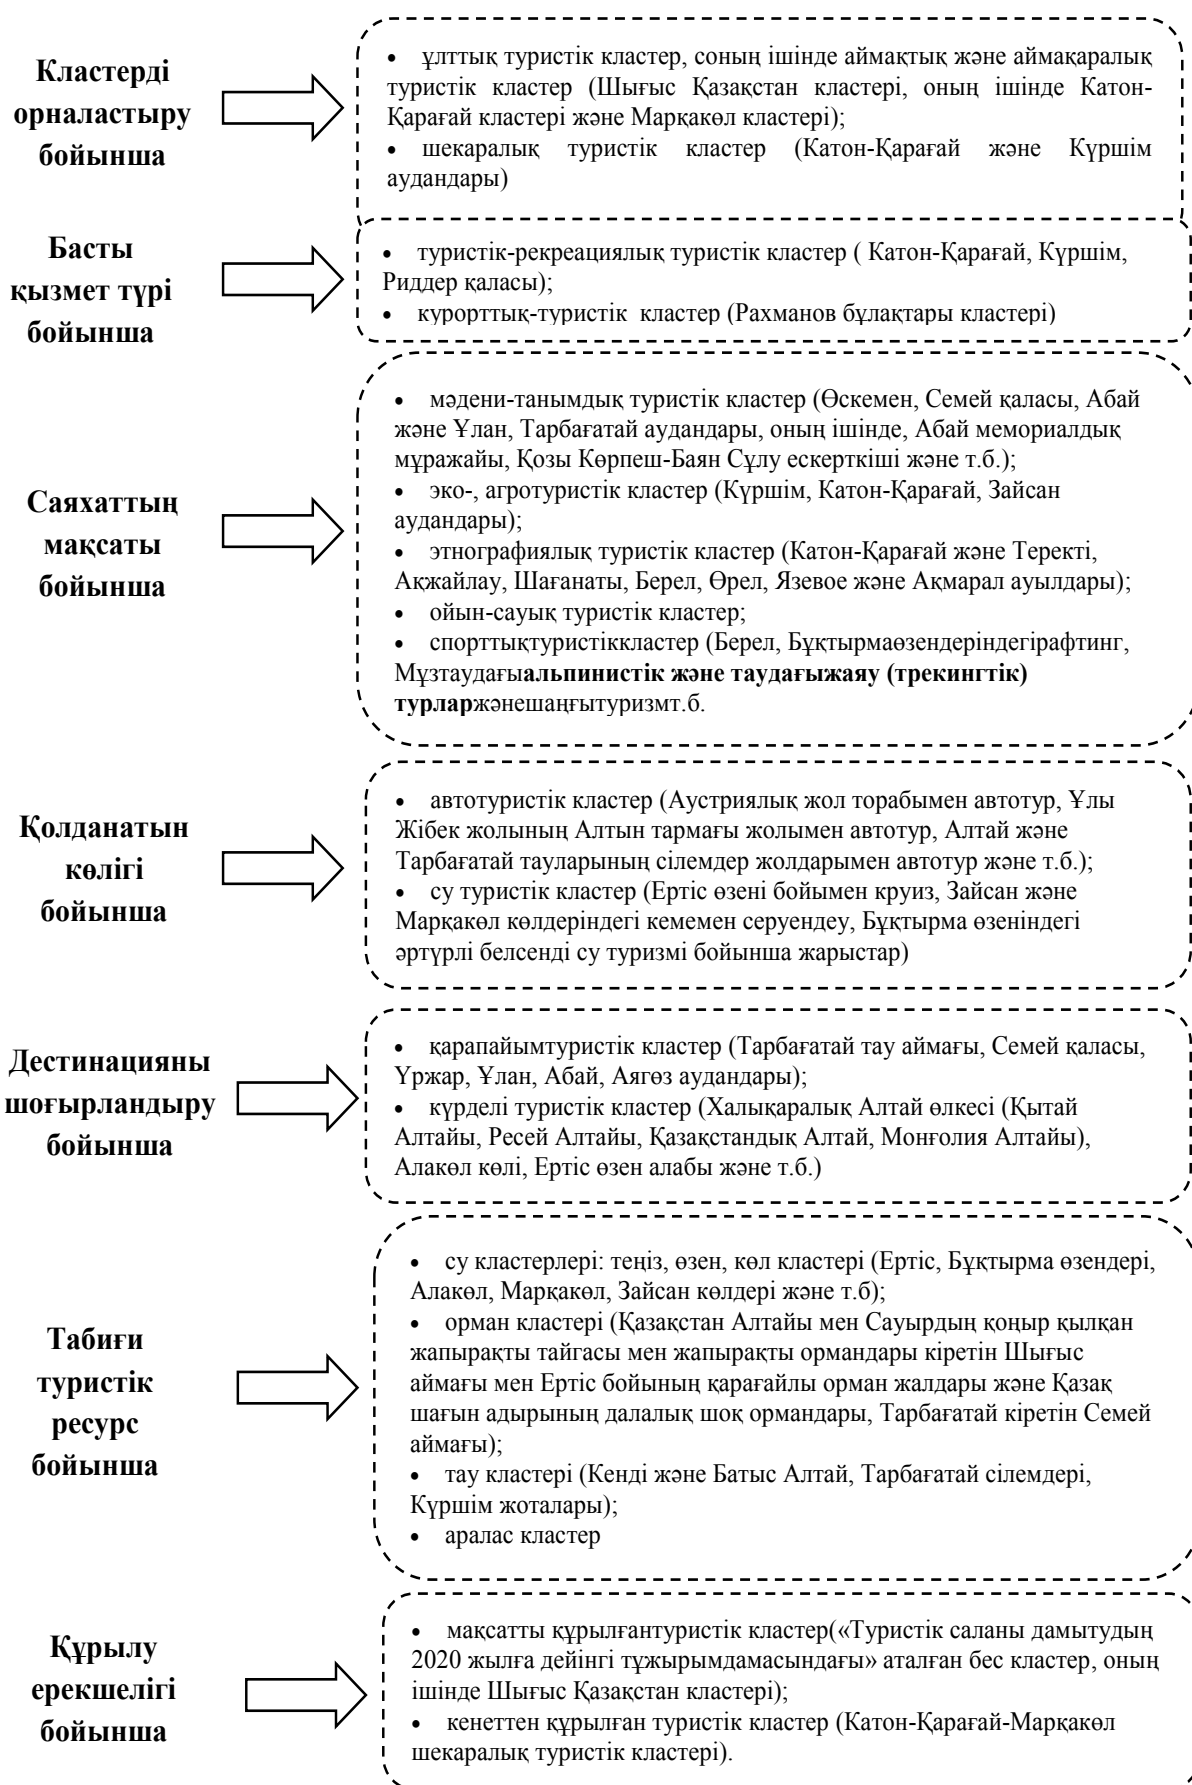 Кластерді
орналастыру
бойынша
• ұлттық туристік кластер, соның ішінде аймақтық және аймақаралық
туристік кластер (Шығыс Қазақстан кластері, оның ішінде Катон-
Қарағай кластері және Марқакөл кластері);
• шекаралық туристік кластер (Катон-Қарағай және Күршім
аудандары)
Басты
қызмет түрі
бойынша
• туристік-рекреациялық туристік кластер ( Катон-Қарағай, Күршім,
Риддер қаласы);
• курорттық-туристік кластер (Рахманов бұлақтары кластері)
Саяхаттың
мақсаты
бойынша
• мәдени-танымдық туристік кластер (Өскемен, Семей қаласы, Абай
және Ұлан, Тарбағатай аудандары, оның ішінде, Абай мемориалдық
мұражайы, Қозы Көрпеш-Баян Сұлу ескерткіші және т.б.);
• эко-, агротуристік кластер (Күршім, Катон-Қарағай, Зайсан
аудандары);
• этнографиялық туристік кластер (Катон-Қарағай және Теректі,
Ақжайлау, Шағанаты, Берел, Өрел, Язевое және Ақмарал ауылдары);
• ойын-сауық туристік кластер;
• спорттықтуристіккластер (Берел, Бұқтырмаөзендеріндегірафтинг,
Мұзтаудағыальпинистік және таудағыжаяу (трекингтік)
турларжәнешаңғытуризмт.б.
Қолданатын
көлігі
бойынша
• автотуристік кластер (Аустриялық жол торабымен автотур, Ұлы
Жібек жолының Алтын тармағы жолымен автотур, Алтай және
Тарбағатай тауларының сілемдер жолдарымен автотур және т.б.);
• су туристік кластер (Ертіс өзені бойымен круиз, Зайсан және
Марқакөл көлдеріндегі кемемен серуендеу, Бұқтырма өзеніндегі
әртүрлі белсенді су туризмі бойынша жарыстар)
Дестинацияны
шоғырландыру
бойынша
• қарапайымтуристік кластер (Тарбағатай тау аймағы, Семей қаласы,
Үржар, Ұлан, Абай, Аягөз аудандары);
• күрделі туристік кластер (Халықаралық Алтай өлкесі (Қытай
Алтайы, Ресей Алтайы, Қазақстандық Алтай, Монғолия Алтайы),
Алакөл көлі, Ертіс өзен алабы және т.б.)
Табиғи
туристік
ресурс
бойынша
• су кластерлері: теңіз, өзен, көл кластері (Ертіс, Бұқтырма өзендері,
Алакөл, Марқакөл, Зайсан көлдері және т.б);
• орман кластері (Қазақстан Алтайы мен Сауырдың қоңыр қылқан
жапырақты тайгасы мен жапырақты ормандары кіретін Шығыс
аймағы мен Ертіс бойының қарағайлы орман жалдары және Қазақ
шағын адырының далалық шоқ ормандары, Тарбағатай кіретін Семей
аймағы);
• тау кластері (Кенді және Батыс Алтай, Тарбағатай сілемдері,
Күршім жоталары);
• аралас кластер
Құрылу
ерекшелігі
бойынша
• мақсатты құрылғантуристік кластер(«Туристік саланы дамытудың
2020 жылға дейінгі тұжырымдамасындағы» аталған бес кластер, оның
ішінде Шығыс Қазақстан кластері);
• кенеттен құрылған туристік кластер (Катон-Қарағай-Марқакөл
шекаралық туристік кластері).